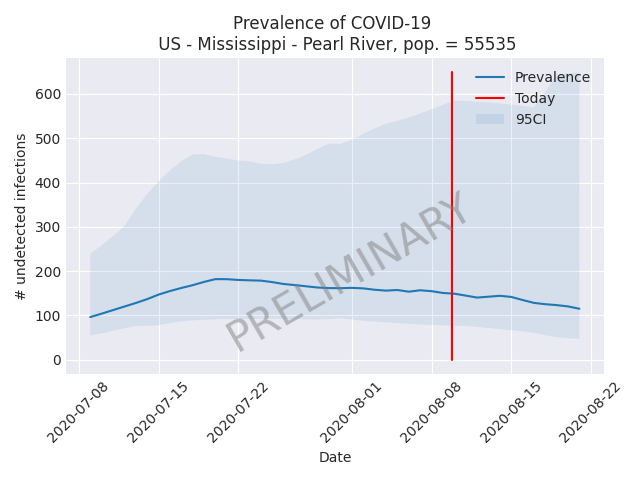 Prevalence of COVID-19
US - Mississippi - Pearl River, pop. = 55535
Prevalence
Today
95CI
# undetected infections
600
500
400
300
200
100
0
PRELIMINARY
2020-07-08
2020-07-15
2020-07-22
2020-08-01
2020-08-08
2020-08-15
2020-08-22
Date